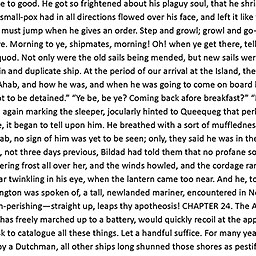 e to good. He got so frightened about his plaguy soul, that he shri
small-pox had in all directions flowed over his face, and left it like
must jump when he gives an order. Step and growl; growl and go-
e. Morning to ye, shipmates, morning! Oh! when ye get there, tell
quod. Not only were the old sails being mended, but new sails wer
in and duplicate ship. At the period of our arrival at the Island, the
Ahab, and how he was, and when he was going to come on board
ot to be detained.” “Ye be, be ye? Coming back afore breakfast?” “
again marking the sleeper, jocularly hinted to Queequeg that perh
e, it began to tell upon him. He breathed with a sort of muffledness
ab, no sign of him was yet to be seen; only, they said he was in the
, not three days previous, Bildad had told them that no profane so
ering frost all over her, and the winds howled, and the cordage ran
ar twinkling in his eye, when the lantern came too near. And he, to
ngton was spoken of, a tall, newlanded mariner, encountered in Ne
n-perishing—straight up, leaps thy apotheosis! CHAPTER 24. The A
has freely marched up to a battery, would quickly recoil at the app
sk to catalogue all these things. Let a handful suffice. For many yea
by a Dutchman, all other ships long shunned those shores as pestif